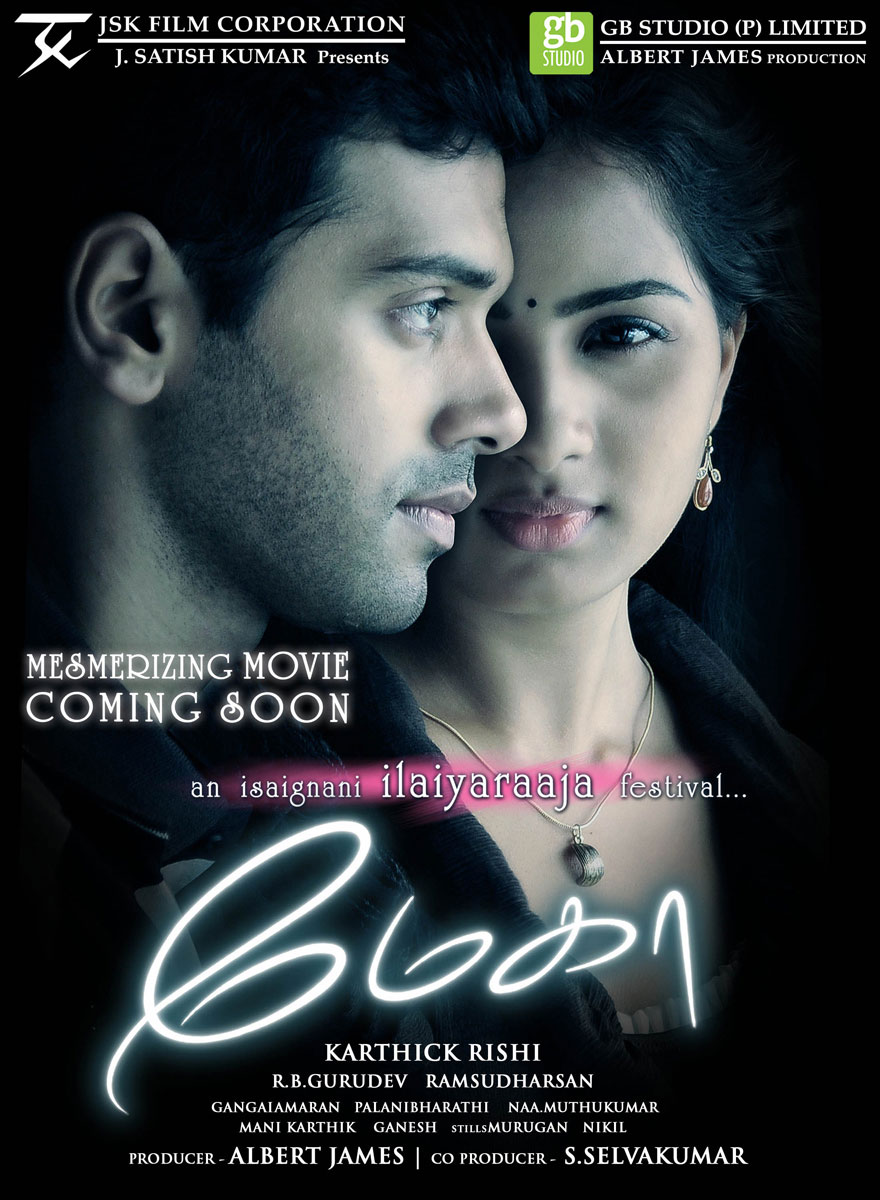 JSK FILM CORPORATION
J. SATISH KUMAR Presents
gb
STUDIO
GB STUDIO (P) LIMITED
ALBERT JAMES PRODUCTION
MESMERIZING MOVIE
COMING SOON
an isaignani ilaiyaraaja festival...
மேகா
KARTHICK RISHI
R.B.GURUDEV RAMSUDHARSAN
GANGAIAMARAN PALANIBHARATHI NAA.MUTHUKUMAR
MANI KARTHIK GANESH STILLSMURUGAN NIKIL
PRODUCER - ALBERT JAMES | CO PRODUCER - S.SELVAKUMAR